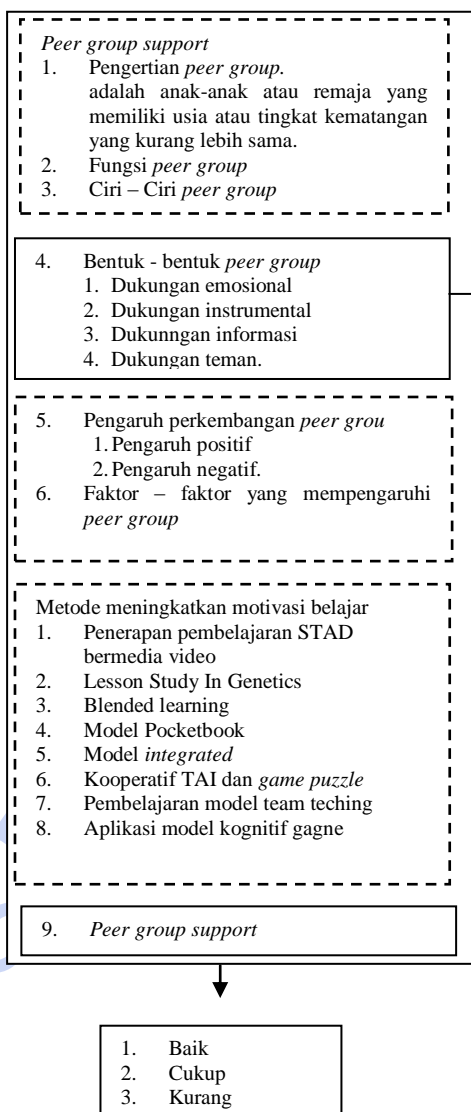 Peer group support
1. Pengertian peer group.
adalah anak-anak atau remaja yang
memiliki usia atau tingkat kematangan
yang kurang lebih sama.
2. Fungsi peer group
3. Ciri – Ciri peer group
4. Bentuk - bentuk peer group
1. Dukungan emosional
2. Dukungan instrumental
3. Dukunngan informasi
4. Dukungan teman.
5. Pengaruh perkembangan peer grou
1. Pengaruh positif
2. Pengaruh negatif.
6. Faktor – faktor yang mempengaruhi
peer group
Metode meningkatkan motivasi belajar
1. Penerapan pembelajaran STAD
bermedia video
2. Lesson Study In Genetics
3. Blended learning
4. Model Pocketbook
5. Model integrated
6. Kooperatif TAI dan game puzzle
7. Pembelajaran model team teching
8. Aplikasi model kognitif gagne
9. Peer group support
1. Baik
2. Cukup
3. Kurang